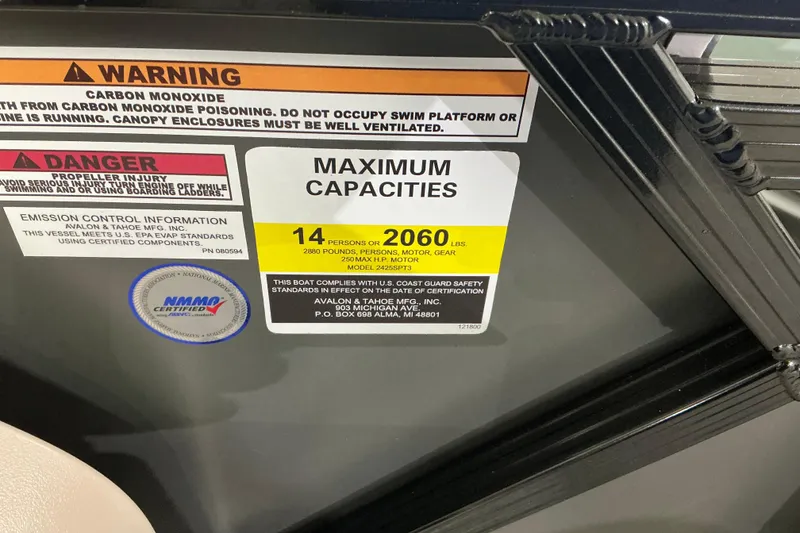 WARNING
CARBON MONOXIDE
TH FROM CARBON MONOXIDE POISONING. DO NOT OCCUPY SWIM PLATFORM OR
INE IS RUNNING. CANOPY ENCLOSURES MUST BE WELL VENTILATED.
DANGER
PROPELLER INJURY
AVOID SERIOUS INJURY TURN ENGINE OFF WHILE
SWIMMING AND OR USING BOARDING LADDERS.
EMISSION CONTROL INFORMATION
AVALON & TAHOE MFG. INC.
THIS VESSEL MEETS U.S. EPA EVAP STANDARDS
USING CERTIFIED COMPONENTS.
PN 080594
NMMA
CERTIFIED
MAXIMUM
CAPACITIES
14 PERSONS OR 2060 LBS.
2880 POUNDS, PERSONS, MOTOR, GEAR
250 MAX H.P. MOTOR
MODEL 2425SPT3
THIS BOAT COMPLIES WITH U.S. COAST GUARD SAFETY
STANDARDS IN EFFECT ON THE DATE OF CERTIFICATION
AVALON & TAHOE MFG., INC.
903 MICHIGAN AVE.
P.O. BOX 698 ALMA, MI 48801
121800